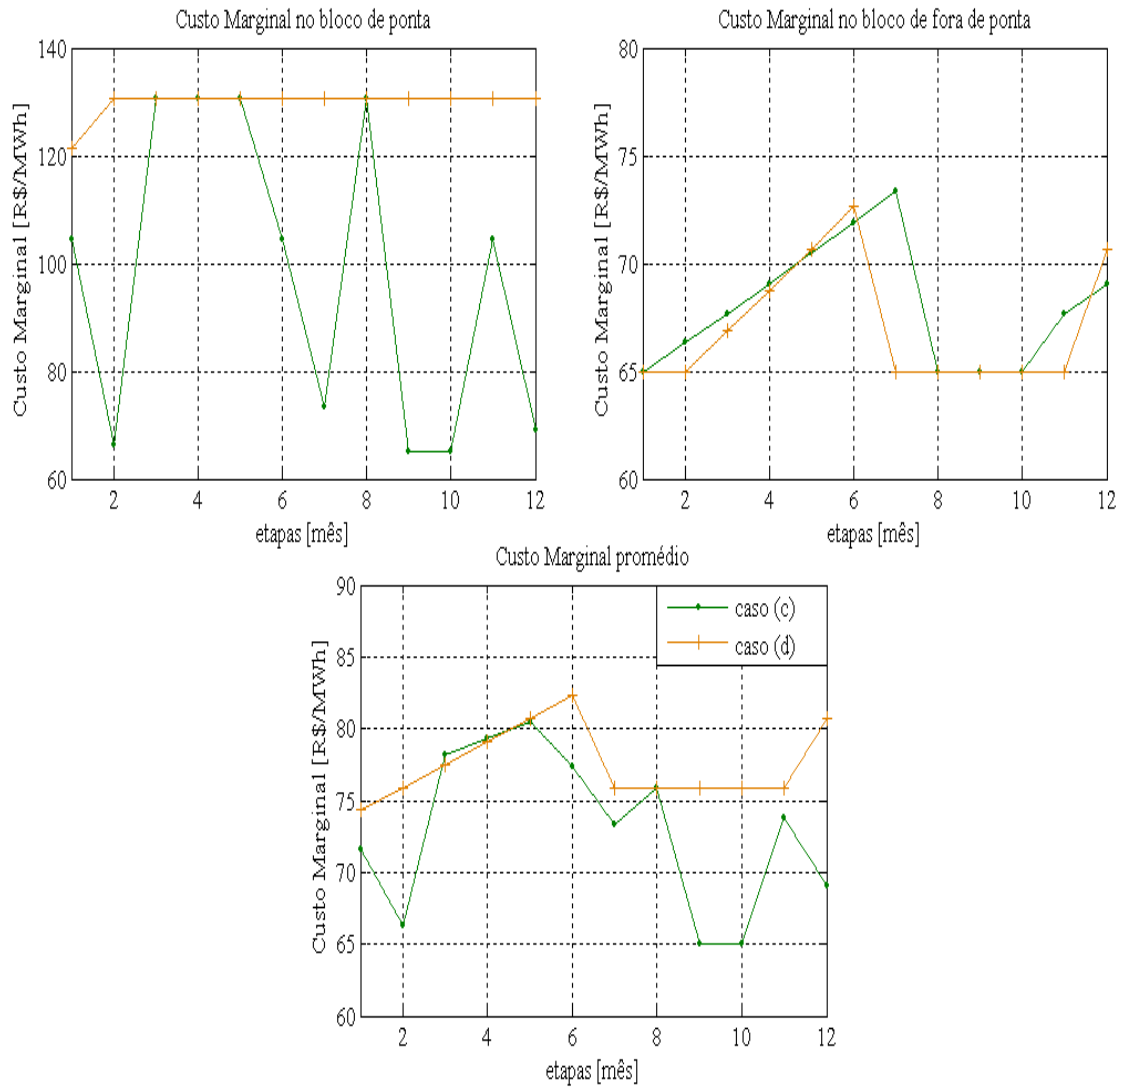 Custo Marginal no bloco de ponta
140
120
100
80
60
Custo Marginal [R$/MWh]
2 4 6 8 10 12
etapas [mês]
Custo Marginal no bloco de fora de ponta
80
75
70
65
60
Custo Marginal [R$/MWh]
2 4 6 8 10 12
etapas [mês]
Custo Marginal promédio
90
85
80
75
70
65
60
Custo Marginal [R$/MWh]
caso (c)
caso (d)
2 4 6 8 10 12
etapas [mês]